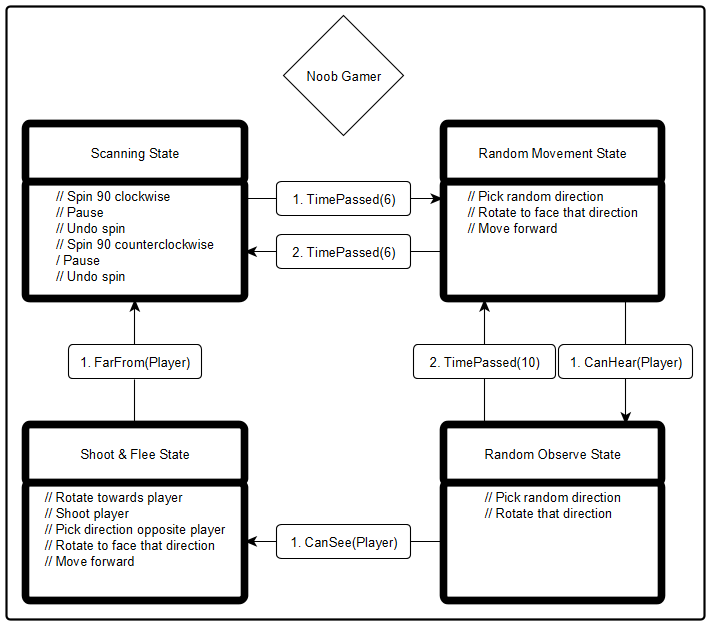 Noob Gamer
Scanning State
// Spin 90 clockwise
// Pause
// Undo spin
// Spin 90 counterclockwise
/ Pause
// Undo spin
1. TimePassed(6)
2. TimePassed(6)
Random Movement State
// Pick random direction
// Rotate to face that direction
// Move forward
1. FarFrom(Player)
2. TimePassed(10)
1. CanHear(Player)
Shoot & Flee State
// Rotate towards player
// Shoot player
// Pick direction opposite player
// Rotate to face that direction
// Move forward
1. CanSee(Player)
Random Observe State
// Pick random direction
// Rotate that direction